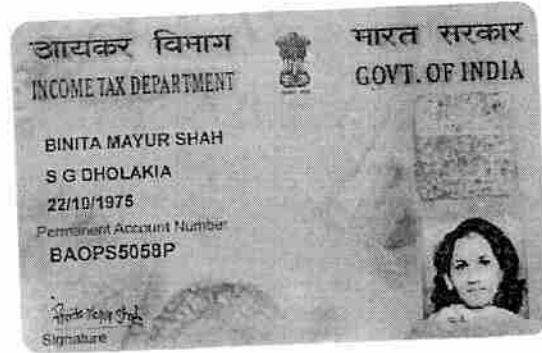 आयकर विभाग
भारत सरकार
INCOME TAX DEPARTMENT
GOVT. OF INDIA
BINITA MAYUR SHAH
S G DHOLAKIA
22/10/1975
Permanent Account Number
BAOPS5058P
Signature